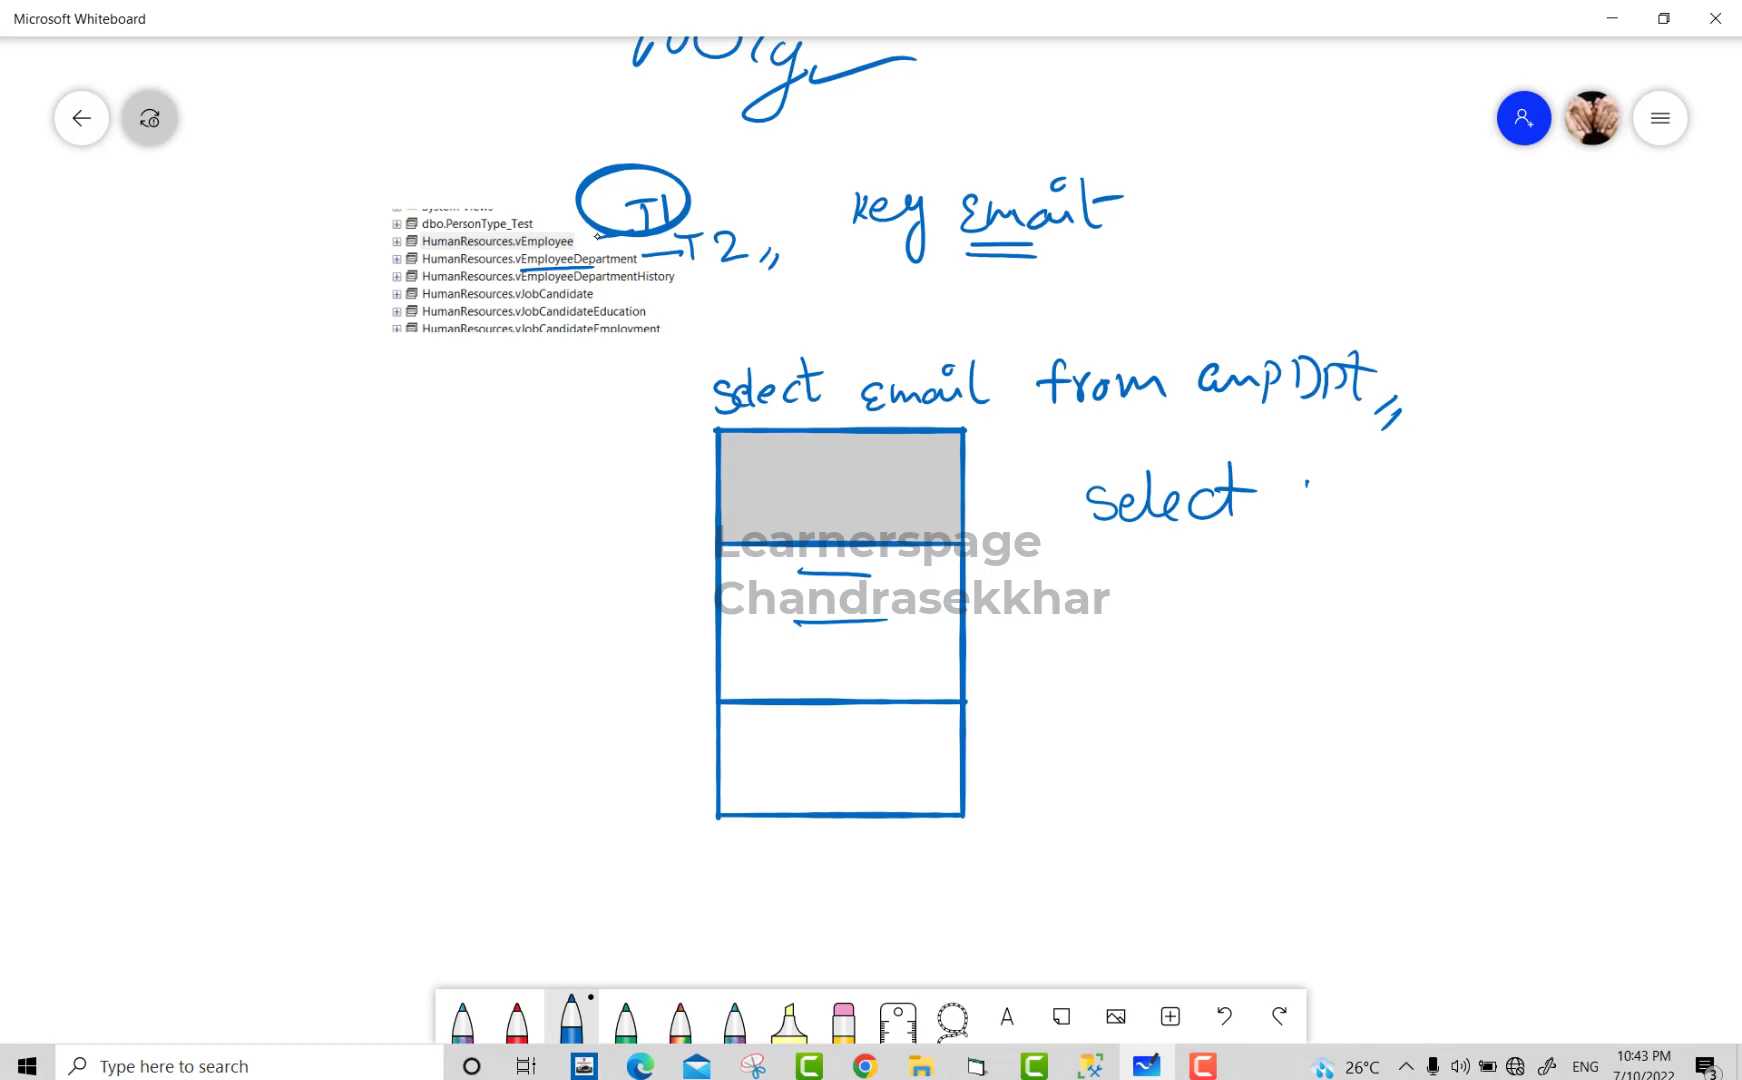 Microsoft Whiteboard
T1
Key Email
dbo.PersonType_Test
HumanResources.vEmployee
T2,,
HumanResources.vEmployeeDepartment
HumanResources.vEmployeeDepartmentHistory
HumanResources.vJobCandidate
HumanResources.vJobCandidateEducation
HumanResources.vJobCandidateEmployment
select email from empDpt,,
select
Learnerspage
Chandrasekkhar
A
Type here to search
26°C
ENG
10:43 PM
7/10/2022
3